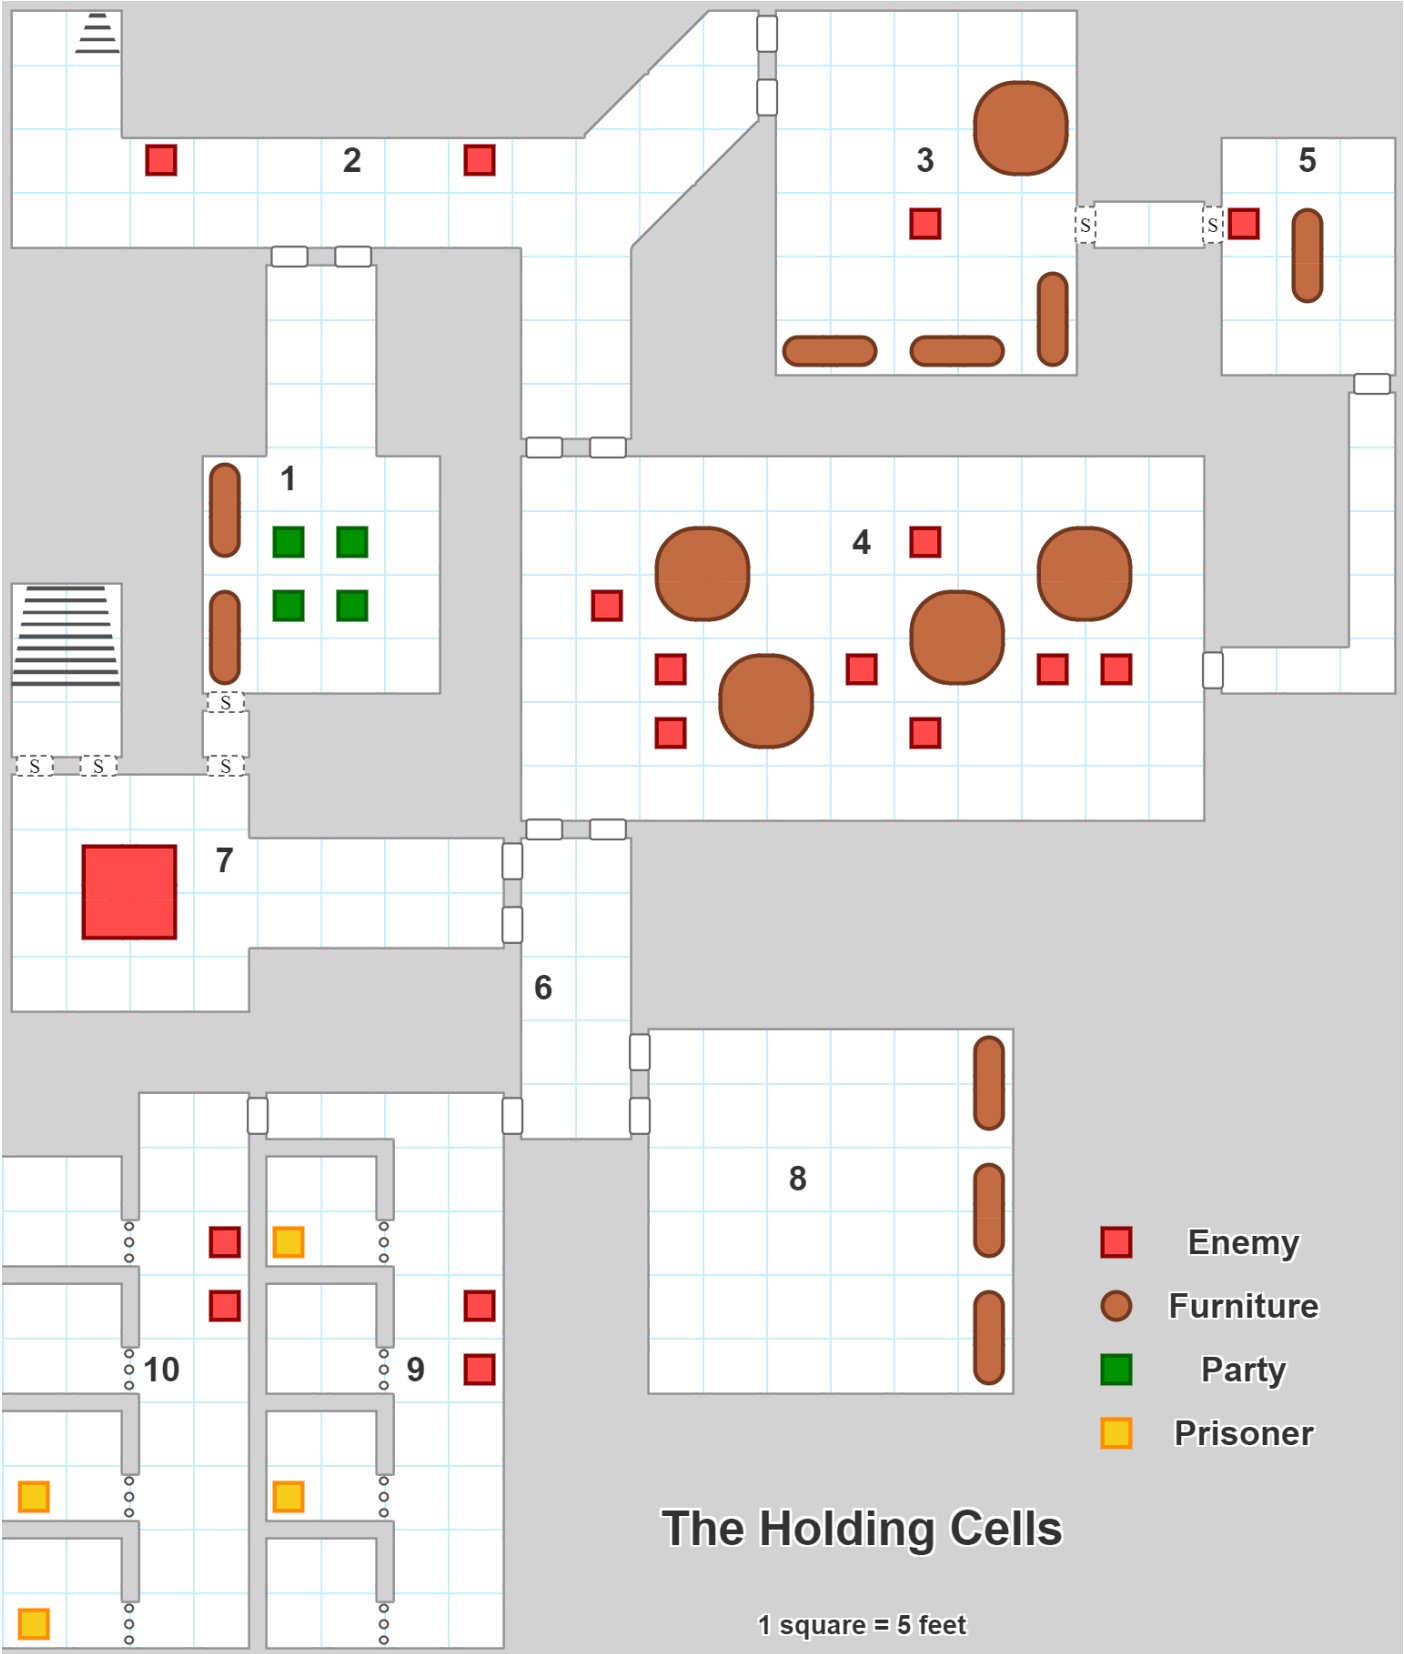 2
3
5
S
S
1
4
S
S
S
S
7
6
8
Enemy
Furniture
10
9
Party
Prisoner
The Holding Cells
1 square = 5 feet